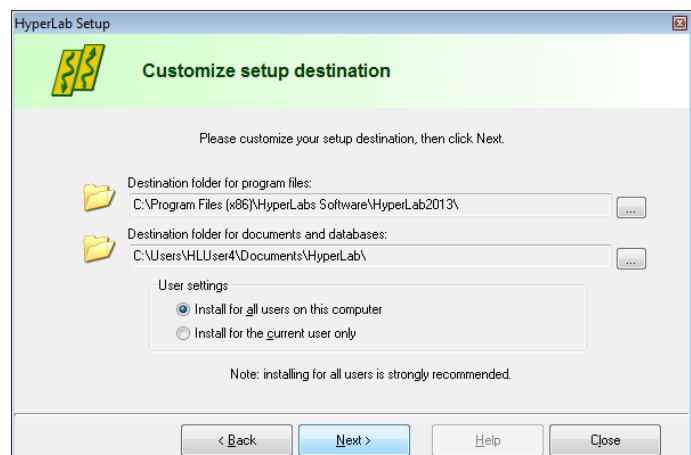 HyperLab Setup
Customize setup destination
Please customize your setup destination, then click Next.
Destination folder for program files:
C:\Program Files (x86)\HyperLabs Software\HyperLab2013\
...
Destination folder for documents and databases:
C:\Users\HLUser4\Documents\HyperLab\
...
User settings
Install for all users on this computer
Install for the current user only
Note: installing for all users is strongly recommended.
< Back Next > Help Close